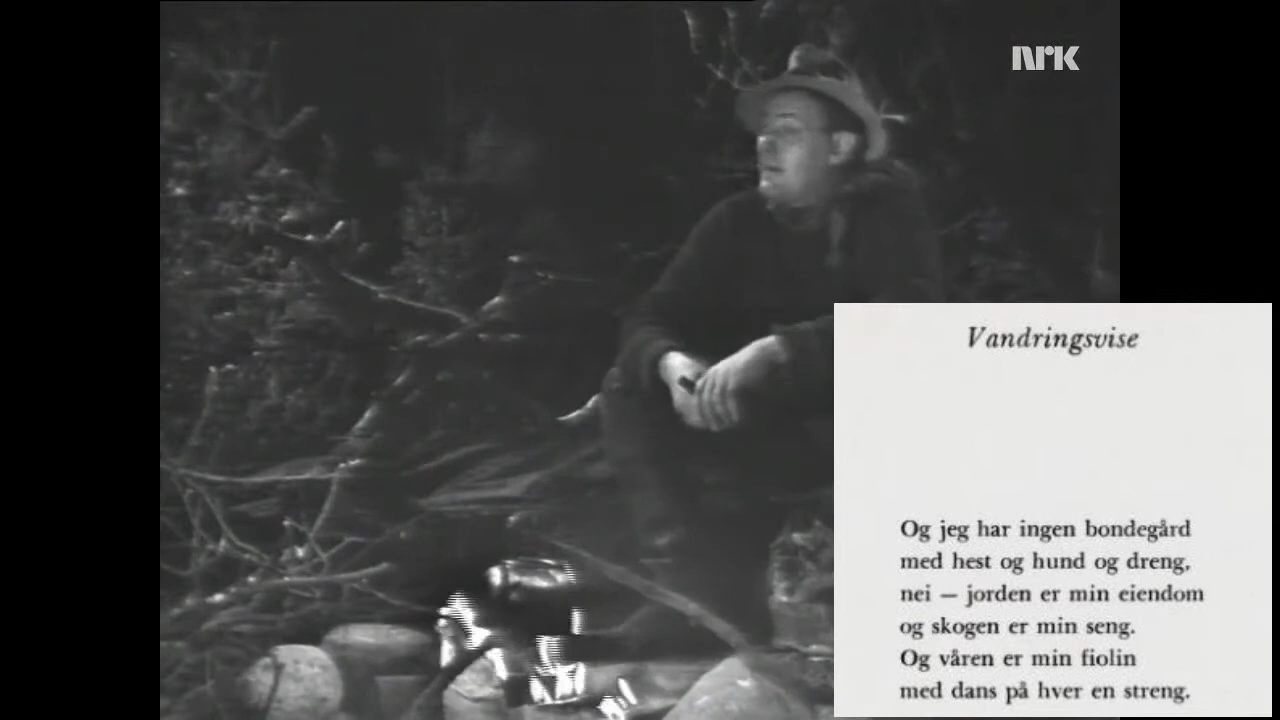 NRK
Vandringsvise
Og jeg har ingen bondegård
med hest og hund og dreng,
nei — jorden er min eiendom
og skogen er min seng.
Og våren er min fiolin
med dans på hver en streng.